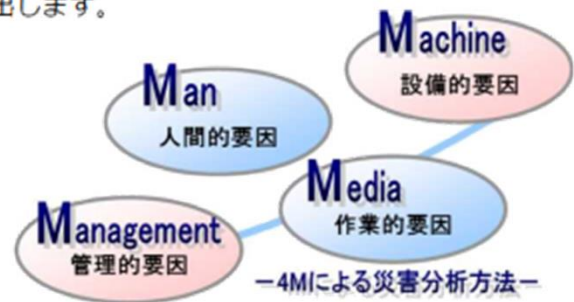 出します。
Machine
設備的要因
Man
人間的要因
Media
作業的要因
Management
管理的要因
－4Mによる災害分析方法－